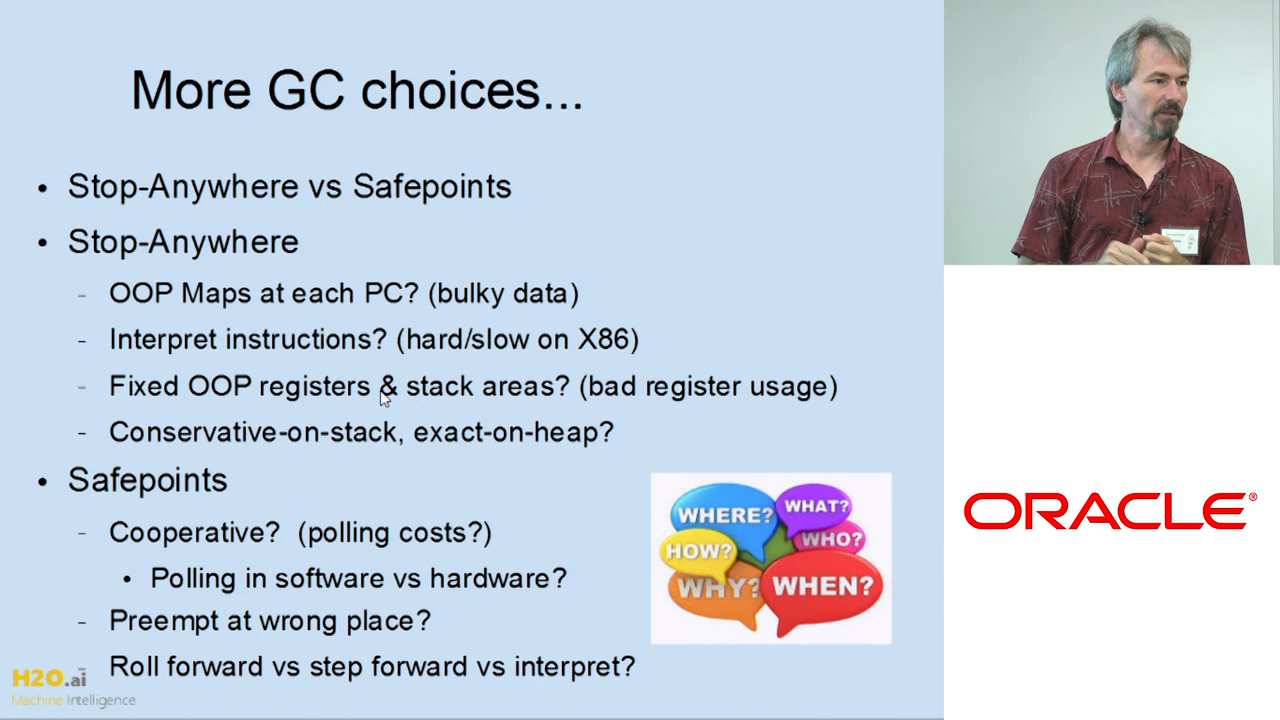 More GC choices...
• Stop-Anywhere vs Safepoints
• Stop-Anywhere
- OOP Maps at each PC? (bulky data)
- Interpret instructions? (hard/slow on X86)
- Fixed OOP registers & stack areas? (bad register usage)
- Conservative-on-stack, exact-on-heap?
• Safepoints
- Cooperative?  (polling costs?)
• Polling in software vs hardware?
- Preempt at wrong place?
- Roll forward vs step forward vs interpret?
WHERE?
WHAT?
HOW?
WHO?
WHY?
WHEN?
H2O.ai
Machine Intelligence
ORACLE®